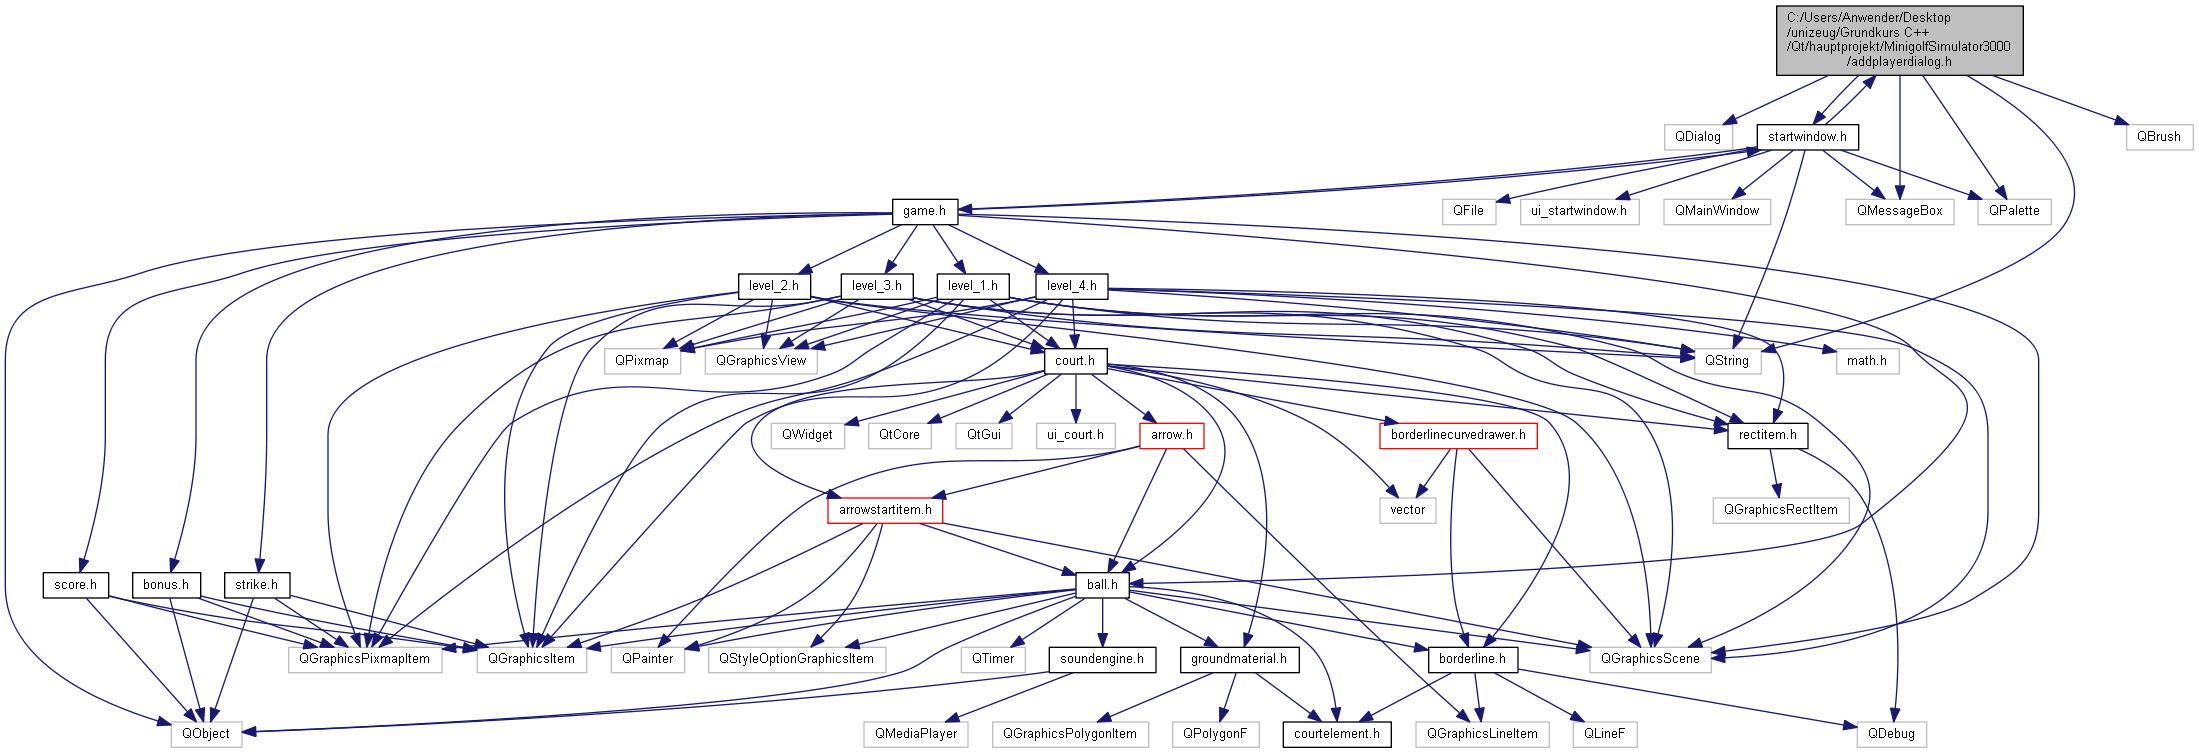 C:/Users/Anwender/Desktop
/unizeug/Grundkurs C++
/Qt/hauptprojekt/MinigolfSimulator3000
/addplayerdialog.h
QDialog
startwindow.h
QBrush
game.h
QFile
ui_startwindow.h
QMainWindow
QMessageBox
QPalette
level_2.h
level_3.h
level_1.h
level_4.h
QPixmap
QGraphicsView
court.h
QString
math.h
QWidget
QtCore
QtGui
ui_court.h
arrow.h
borderlinecurvedrawer.h
rectitem.h
arrowstartitem.h
vector
QGraphicsRectItem
score.h
bonus.h
strike.h
ball.h
QGraphicsPixmapItem
QGraphicsItem
QPainter
QStyleOptionGraphicsItem
QTimer
soundengine.h
groundmaterial.h
borderline.h
QGraphicsScene
QObject
QMediaPlayer
QGraphicsPolygonItem
QPolygonF
courtelement.h
QGraphicsLineItem
QLineF
QDebug